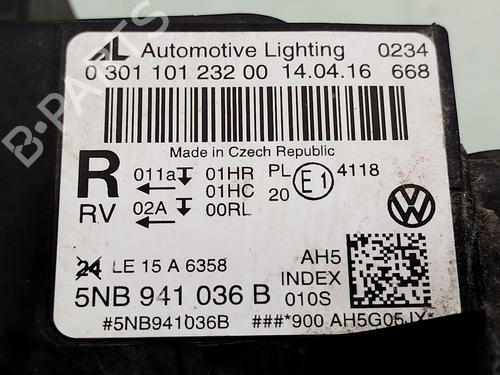 AL Automotive Lighting 0234
0 301 101 232 00 14.04.16 668
Made in Czech Republic
R 011a 01HR PL E1 4118
01HC 20
RV 02A 00RL
24 LE 15 A 6358 AH5
INDEX
5NB 941 036 B 010S
#5NB941036B ###*900 AH5G05JX*
B-PARTS